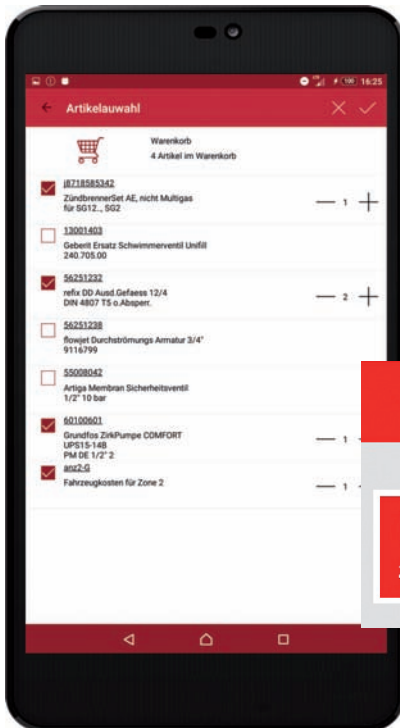 100 16:25
Artikelauwahl
Warenkorb
4 Artikel im Warenkorb
j8718585342
ZündbrennerSet AE, nicht Multigas
für SG12.., SG2
1
13001403
Geberit Ersatz Schwimmerventil Unifill
240.705.00
56251232
refix DD Ausd.Gefaess 12/4
DIN 4807 T5 o.Absperr.
2
56251238
flowjet Durchströmungs Armatur 3/4"
9116799
55008042
Artiga Membran Sicherheitsventil
1/2" 10 bar
60100601
Grundfos ZirkPumpe COMFORT
UPS15-14B
PM DE 1/2" 2
1
anz2-G
Fahrzeugkosten für Zone 2
1